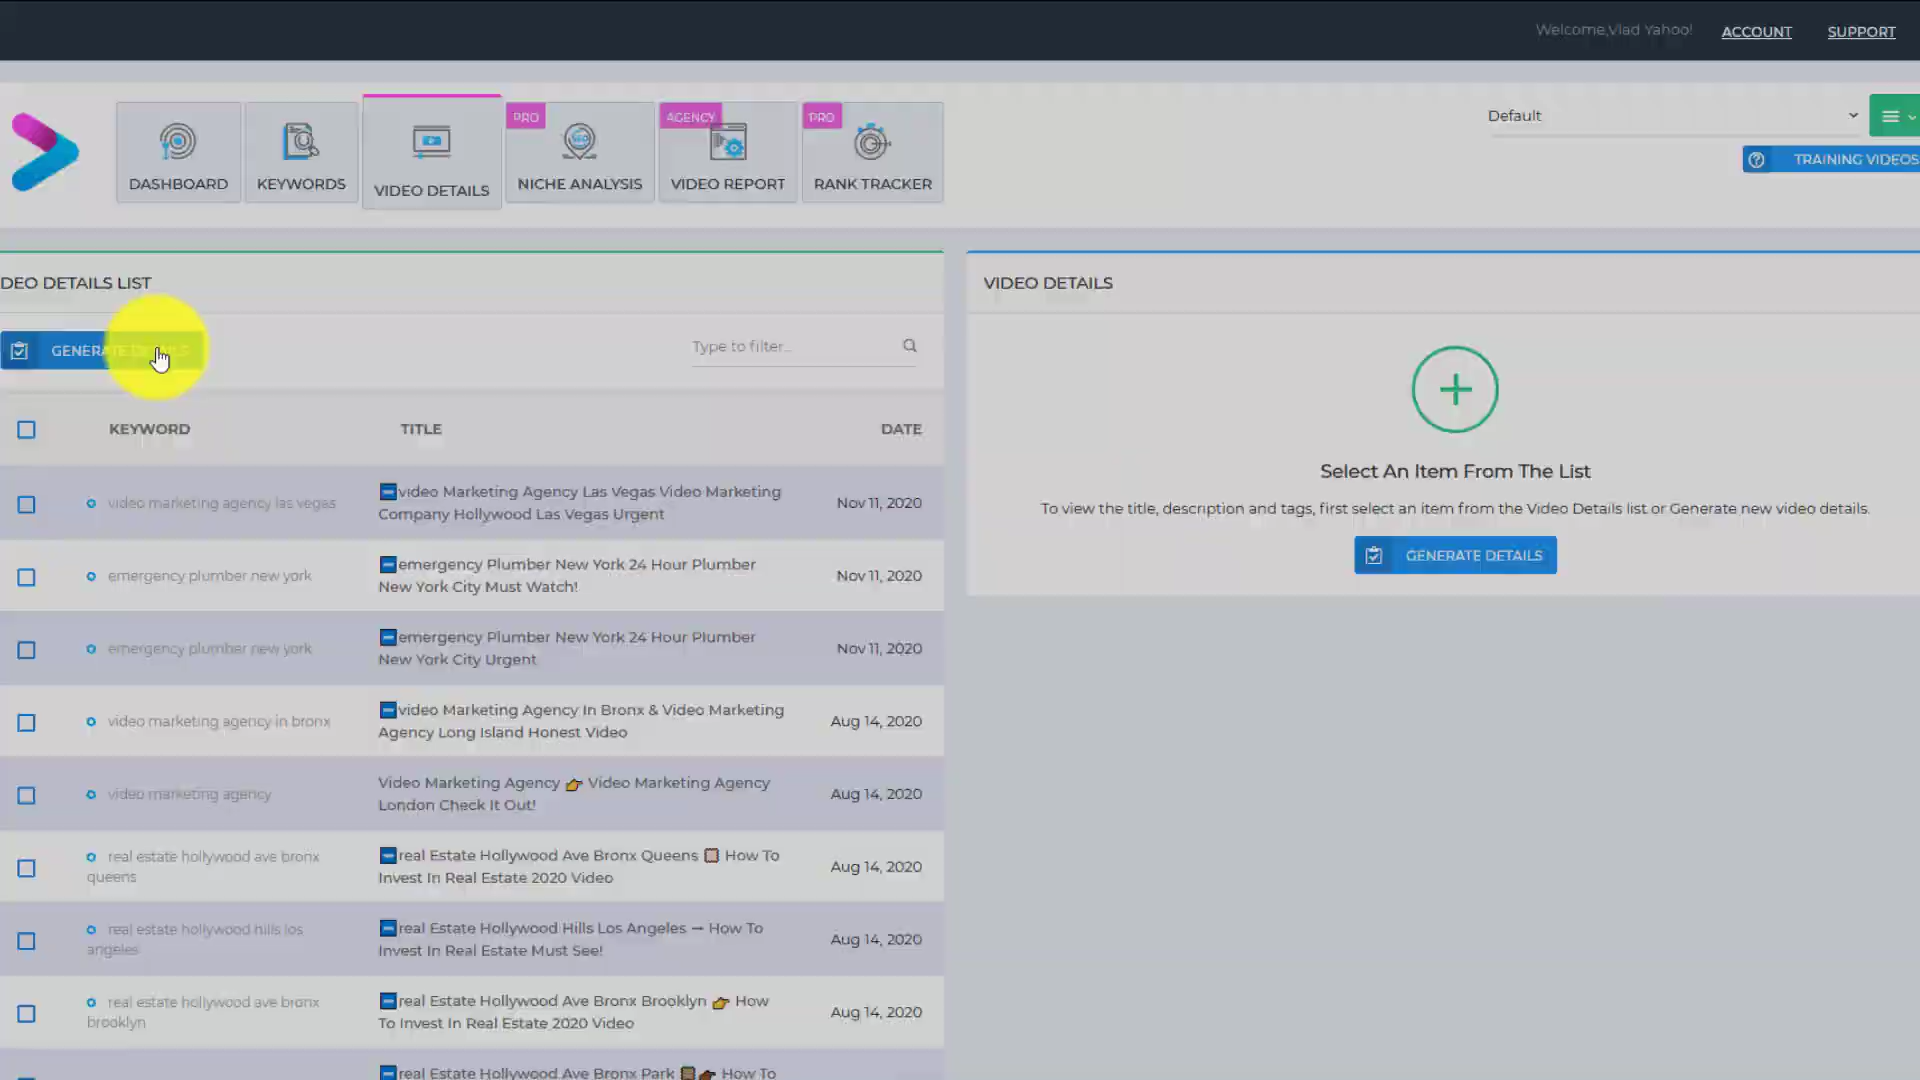 Welcome,Vlad Yahoo!
ACCOUNT
SUPPORT
DASHBOARD
KEYWORDS
VIDEO DETAILS
PRO
NICHE ANALYSIS
AGENCY
VIDEO REPORT
PRO
RANK TRACKER
Default
TRAINING VIDEOS
DEO DETAILS LIST
GENERATE DETAILS
Type to filter...
KEYWORD
TITLE
DATE
video marketing agency las vegas
video Marketing Agency Las Vegas Video Marketing
Company Hollywood Las Vegas Urgent
Nov 11, 2020
emergency plumber new york
emergency Plumber New York 24 Hour Plumber
New York City Must Watch!
Nov 11, 2020
emergency plumber new york
emergency Plumber New York 24 Hour Plumber
New York City Urgent
Nov 11, 2020
video marketing agency in bronx
video Marketing Agency In Bronx & Video Marketing
Agency Long Island Honest Video
Aug 14, 2020
video marketing agency
Video Marketing Agency 👉 Video Marketing Agency
London Check It Out!
Aug 14, 2020
real estate hollywood ave bronx
queens
real Estate Hollywood Ave Bronx Queens How To
Invest In Real Estate 2020 Video
Aug 14, 2020
real estate hollywood hills los
angeles
real Estate Hollywood Hills Los Angeles — How To
Invest In Real Estate Must See!
Aug 14, 2020
real estate hollywood ave bronx
brooklyn
real Estate Hollywood Ave Bronx Brooklyn 👉 How
To Invest In Real Estate 2020 Video
Aug 14, 2020
real Estate Hollywood Ave Bronx Park How To
VIDEO DETAILS
Select An Item From The List
To view the title, description and tags, first select an item from the Video Details list or Generate new video details.
GENERATE DETAILS